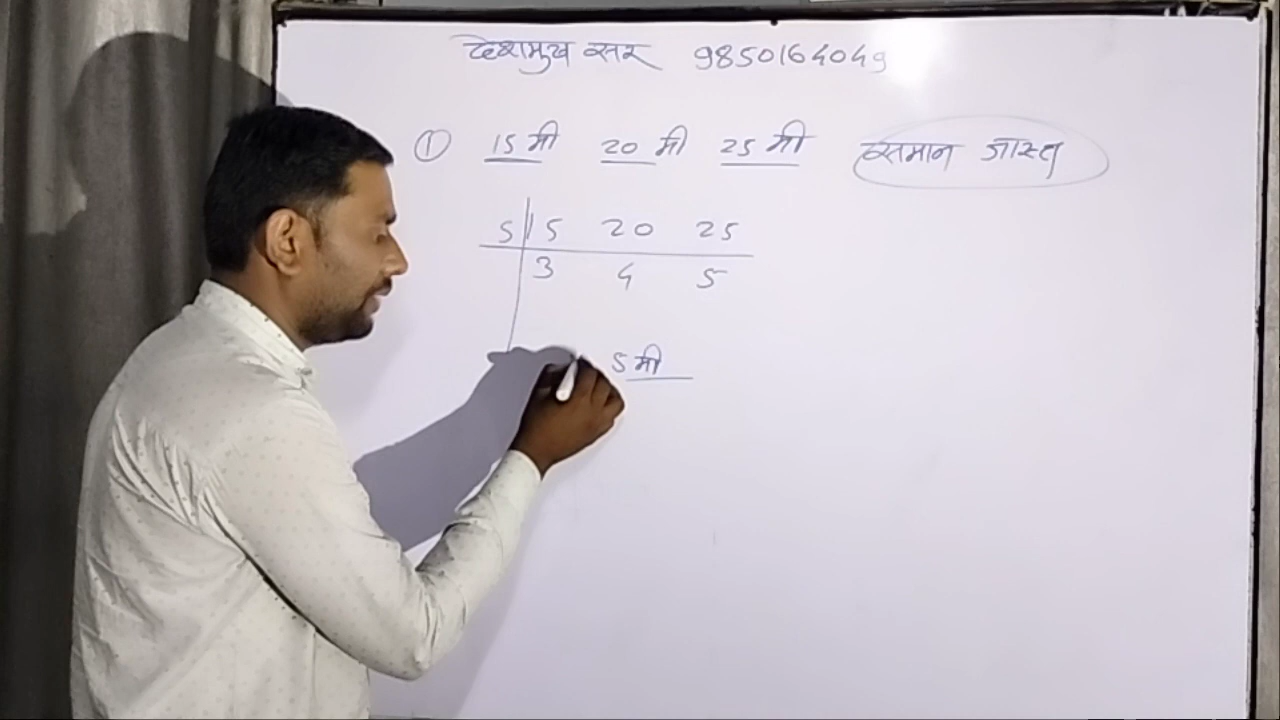 देशमुख सर 9850164049
① 15 मी 20 मी 25 मी समान जास्त
5 15 20 25
3 4 5
5 मी